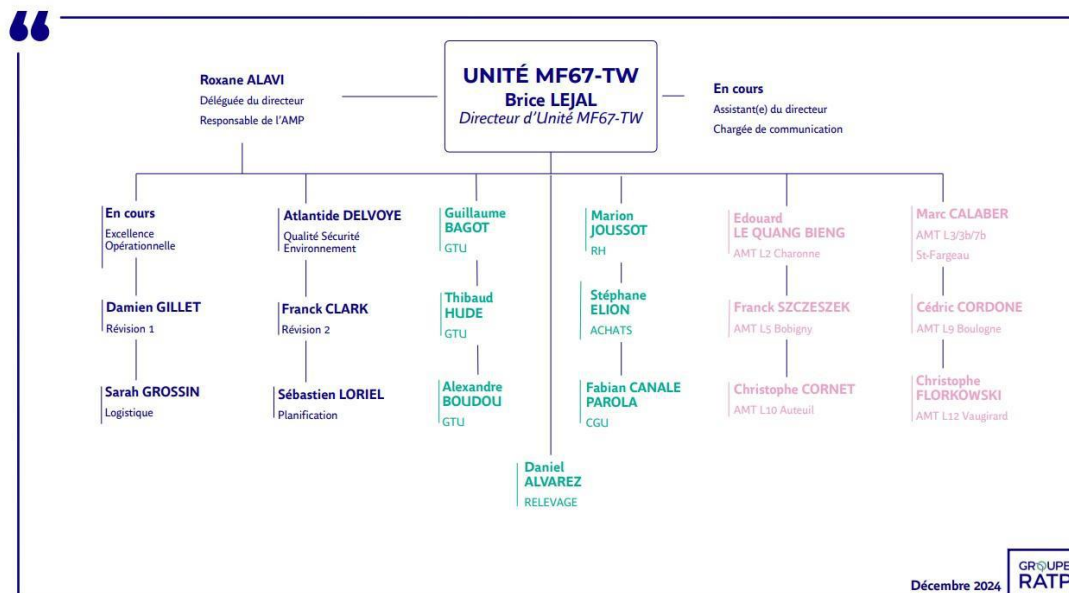 “
UNITÉ MF67-TW
Brice LEJAL
Directeur d'Unité MF67-TW
Roxane ALAVI
Déléguée du directeur
Responsable de l'AMP
En cours
Assistant(e) du directeur
Chargée de communication
En cours
Excellence
Opérationnelle
Atlantide DELVOYE
Qualité Sécurité
Environnement
Guillaume
BAGOT
GTU
Marion
JOUSSOT
RH
Edouard
LE QUANG BIENG
AMT L2 Charonne
Marc CALABER
AMT L3/3b/7b
St-Fargeau
Damien GILLET
Révision 1
Franck CLARK
Révision 2
Thibaud
HUDE
GTU
Stéphane
ELION
ACHATS
Franck SZCZESZEK
AMT L5 Bobigny
Cédric CORDONE
AMT L9 Boulogne
Sarah GROSSIN
Logistique
Sébastien LORIEL
Planification
Alexandre
BOUDOU
GTU
Fabian CANALE
PAROLA
CGU
Christophe CORNET
AMT L10 Auteuil
Christophe
FLORKOWSKI
AMT L12 Vaugirard
Daniel
ALVAREZ
RELEVAGE
Décembre 2024
GROUPE
RATP